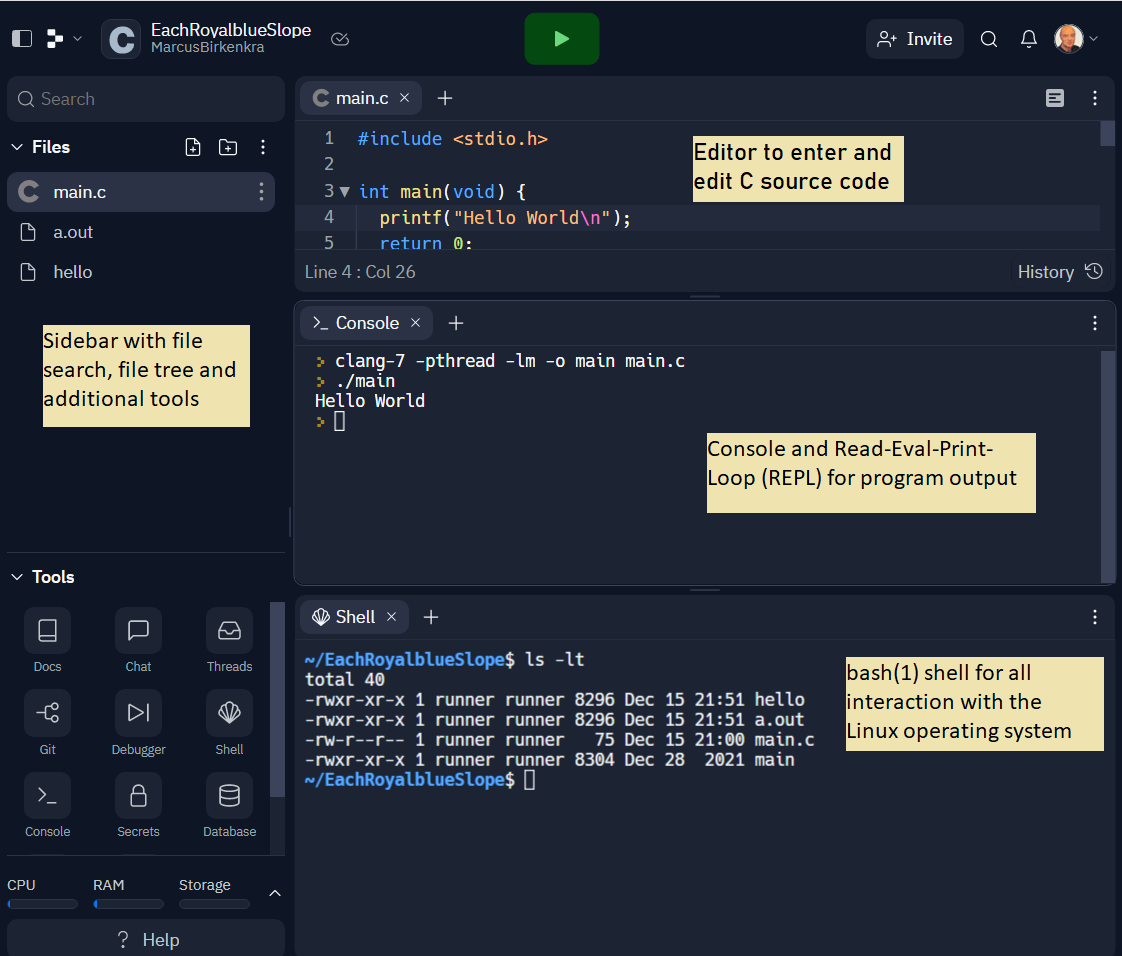 EachRoyalblueSlope
MarcusBirkenkra
Invite
Search
Files
main.c
a.out
hello
Sidebar with file
search, file tree and
additional tools
Tools
Docs
Chat
Threads
Git
Debugger
Shell
Console
Secrets
Database
CPU
RAM
Storage
? Help
main.c
1 #include <stdio.h>
2
3 int main(void) {
4 printf("Hello World\n");
5 return 0;
Editor to enter and
edit C source code
Line 4 : Col 26
History
>_ Console
> clang-7 -pthread -lm -o main main.c
> ./main
Hello World
>
Console and Read-Eval-Print-
Loop (REPL) for program output
Shell
~/EachRoyalblueSlope$ ls -lt
total 40
-rwxr-xr-x 1 runner runner 8296 Dec 15 21:51 hello
-rwxr-xr-x 1 runner runner 8296 Dec 15 21:51 a.out
-rw-r--r-- 1 runner runner   75 Dec 15 21:00 main.c
-rwxr-xr-x 1 runner runner 8304 Dec 28  2021 main
~/EachRoyalblueSlope$
bash(1) shell for all
interaction with the
Linux operating system